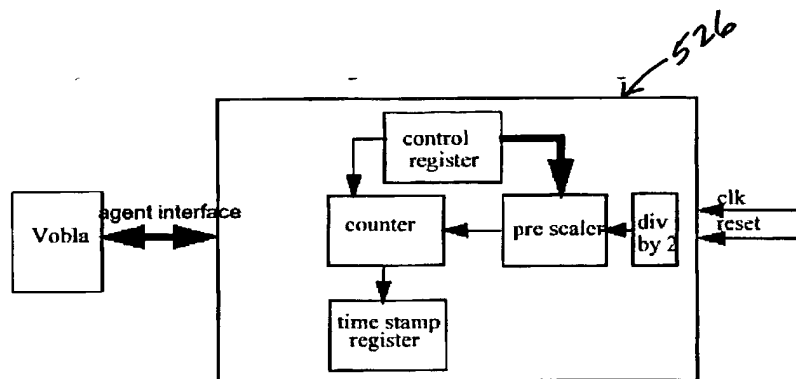 526
control
register
clk
agent interface
Vobla
counter
pre scaler
div
by 2
reset
time stamp
register